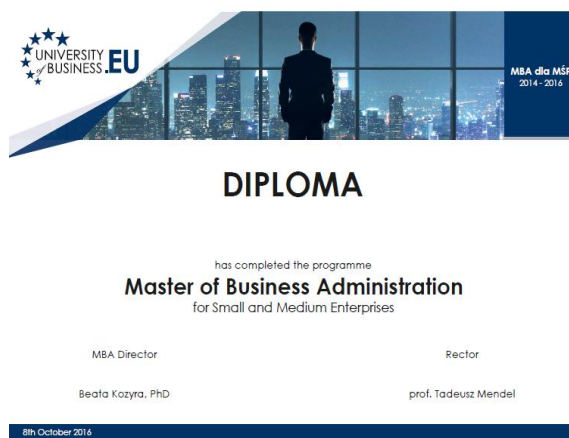 UNIVERSITY
of BUSINESS.EU
MBA dla MŚP
2014 - 2016
DIPLOMA
has completed the programme
Master of Business Administration
for Small and Medium Enterprises
MBA Director
Rector
Beata Kozyra, PhD
prof. Tadeusz Mendel
8th October 2016